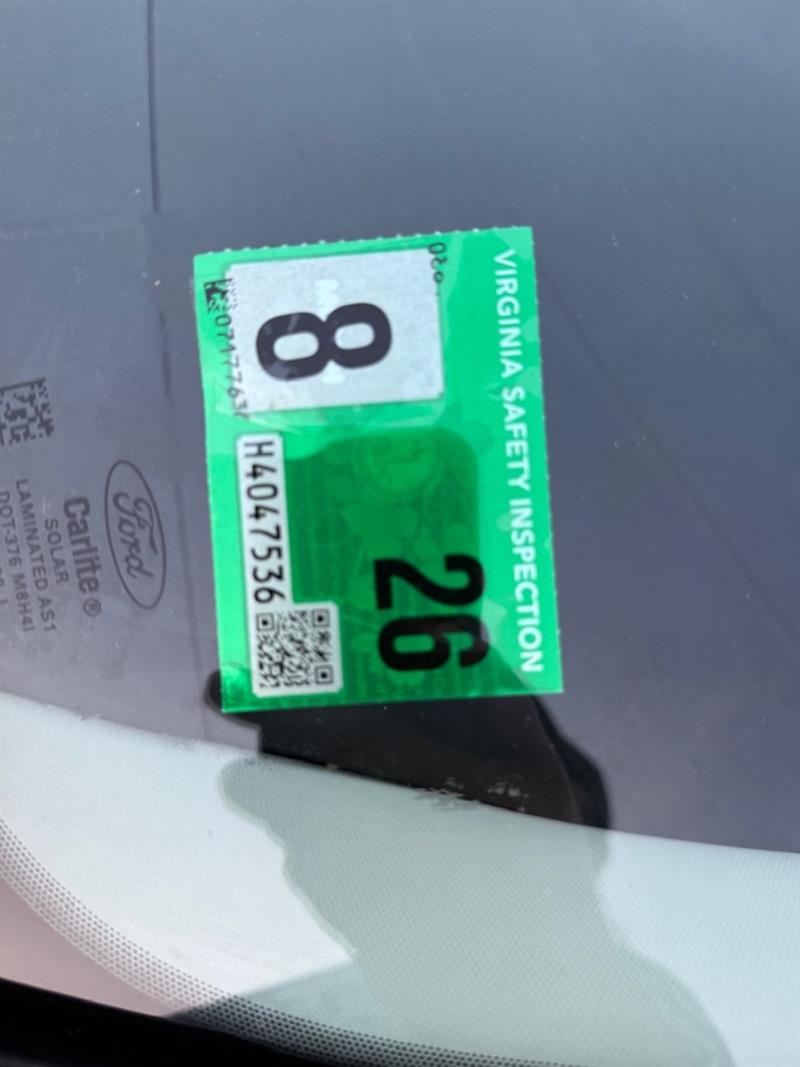 VIRGINIA SAFETY INSPECTION
8
26
H4047536
Ford
Carlite®
SOLAR
LAMINATED AS1
DOT-376 M8H4I